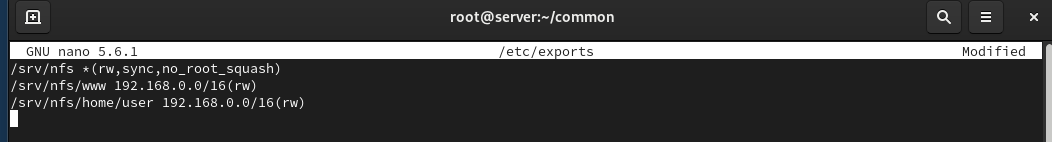 root@server:~/common
GNU nano 5.6.1 /etc/exports Modified
/srv/nfs *(rw,sync,no_root_squash)
/srv/nfs/www 192.168.0.0/16(rw)
/srv/nfs/home/user 192.168.0.0/16(rw)